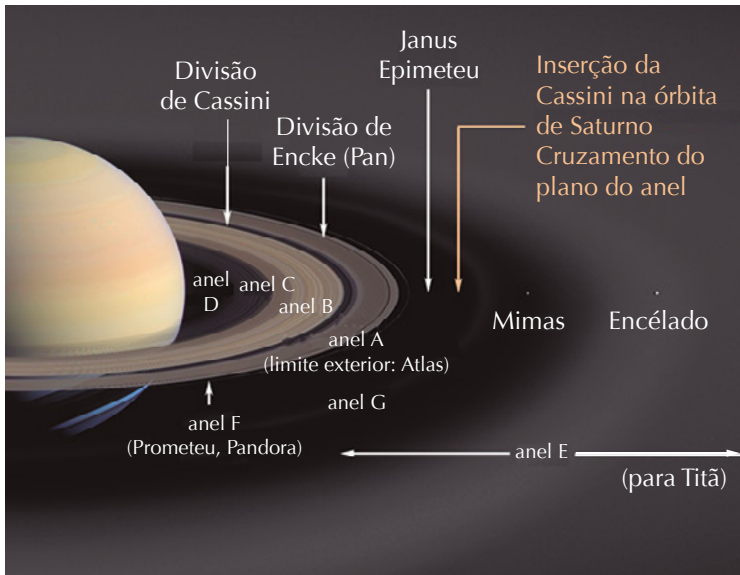 Janus
Epimeteu
Divisão
de Cassini
Inserção da
Cassini na órbita
de Saturno
Cruzamento do
plano do anel
Divisão de
Encke (Pan)
anel
D
anel C
anel B
Mimas
Encélado
anel A
(limite exterior: Atlas)
anel G
anel F
(Prometeu, Pandora)
anel E
(para Titã)